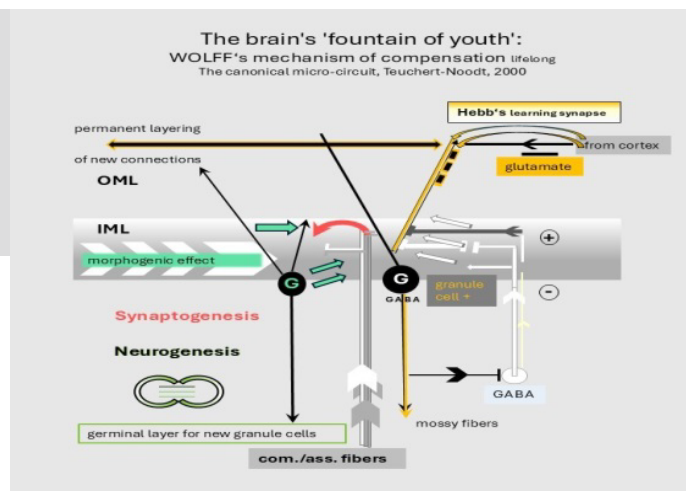 The brain's 'fountain of youth':
WOLFF's mechanism of compensation lifelong
The canonical micro-circuit, Teuchert-Noodt, 2000
Hebb's learning synapse
permanent layering
from cortex
of new connections
glutamate
OML
IML
+
morphogenic effect
G
G
GABA
granule
cell +
-
Synaptogenesis
Neurogenesis
GABA
mossy fibers
germinal layer for new granule cells
com./ass. fibers